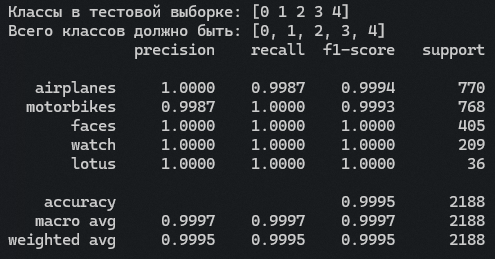 Классы в тестовой выборке: [0 1 2 3 4]
Всего классов должно быть: [0, 1, 2, 3, 4]
precision recall f1-score support
airplanes 1.0000 0.9987 0.9994 770
motorbikes 0.9987 1.0000 0.9993 768
faces 1.0000 1.0000 1.0000 405
watch 1.0000 1.0000 1.0000 209
lotus 1.0000 1.0000 1.0000 36
accuracy 0.9995 2188
macro avg 0.9997 0.9997 0.9997 2188
weighted avg 0.9995 0.9995 0.9995 2188